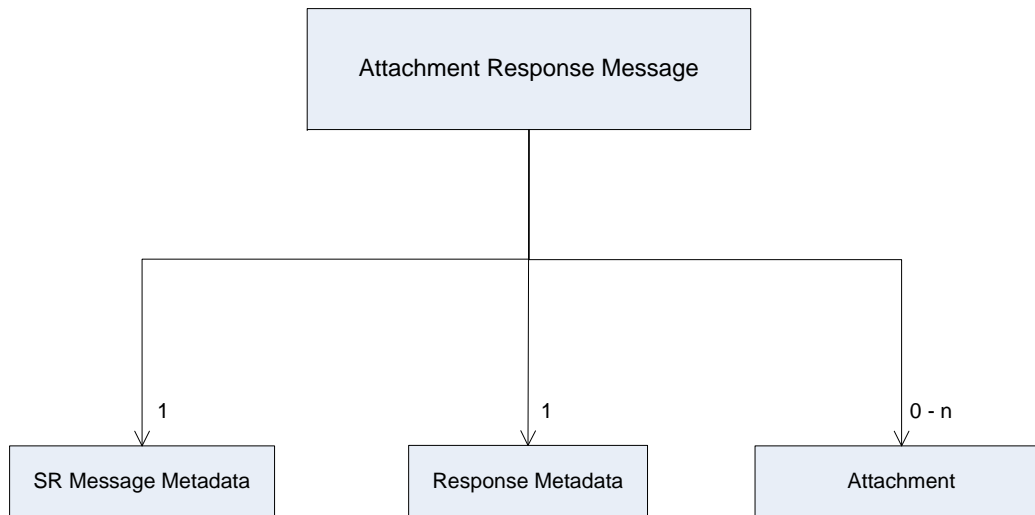 Attachment Response Message
1
1
0 - n
SR Message Metadata
Response Metadata
Attachment